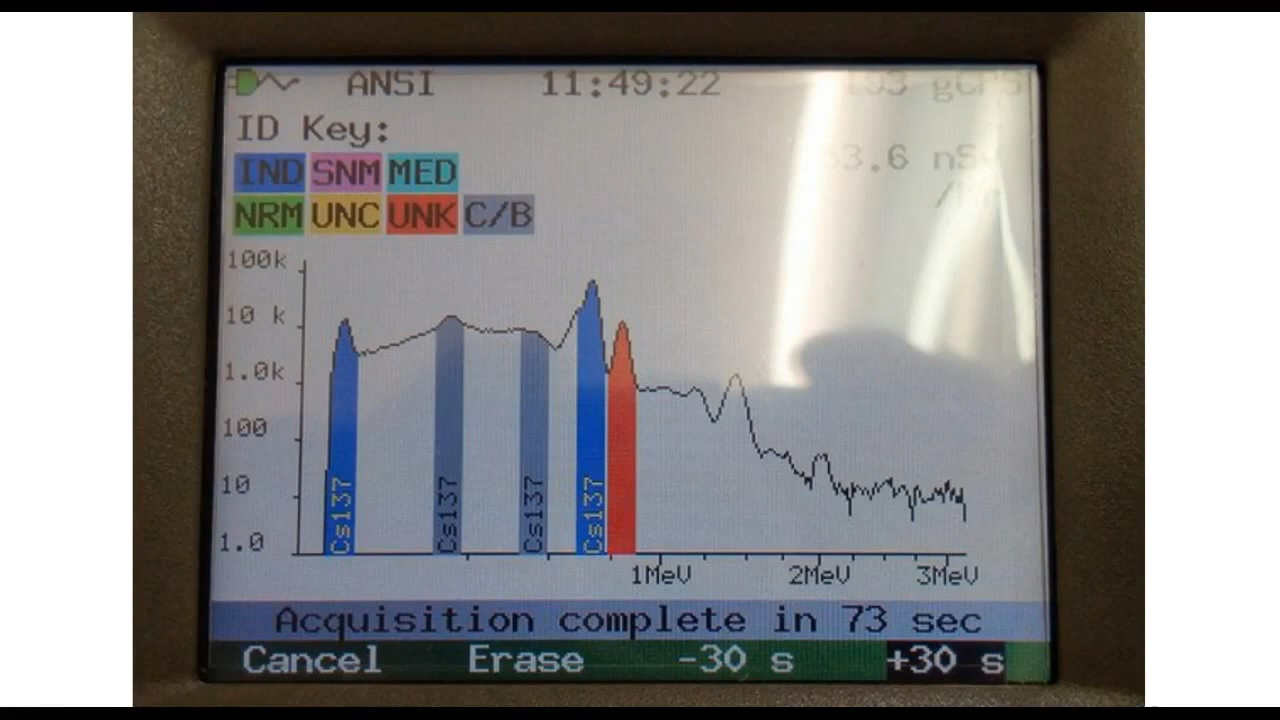 ANSI 11:49:22
ID Key:
IND SNM MED
NRM UNC UNK C/B
100k
10 k
1.0k
100
10
1.0
Cs137 Cs137 Cs137 Cs137
1MeV 2MeV 3MeV
Acquisition complete in 73 sec
Cancel Erase -30 s +30 s